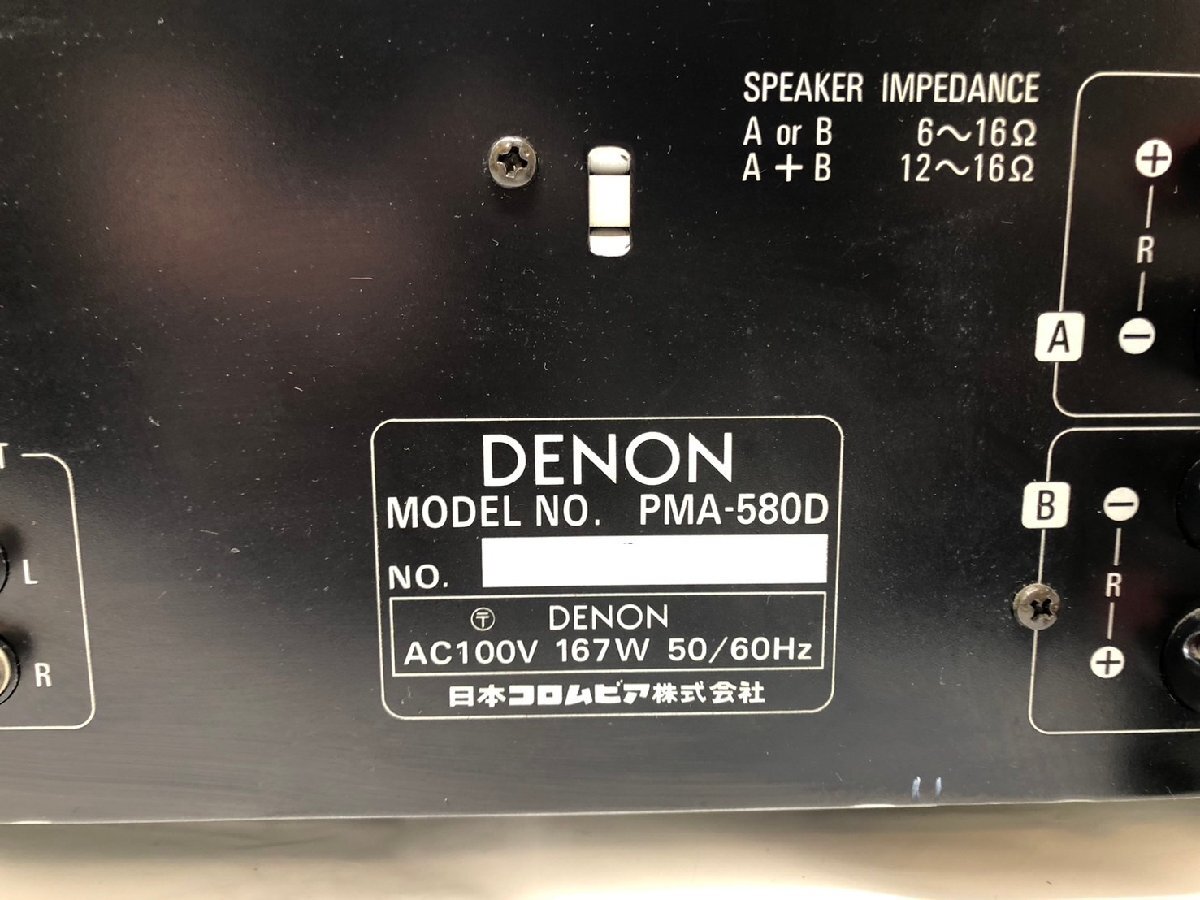 SPEAKER IMPEDANCE
A or B 6~16Ω
A + B 12~16Ω
+
R
−
A
B
−
R
+
T
L
R
DENON
MODEL NO. PMA-580D
NO.
〒 DENON
AC100V 167W 50/60Hz
日本コロムビア株式会社